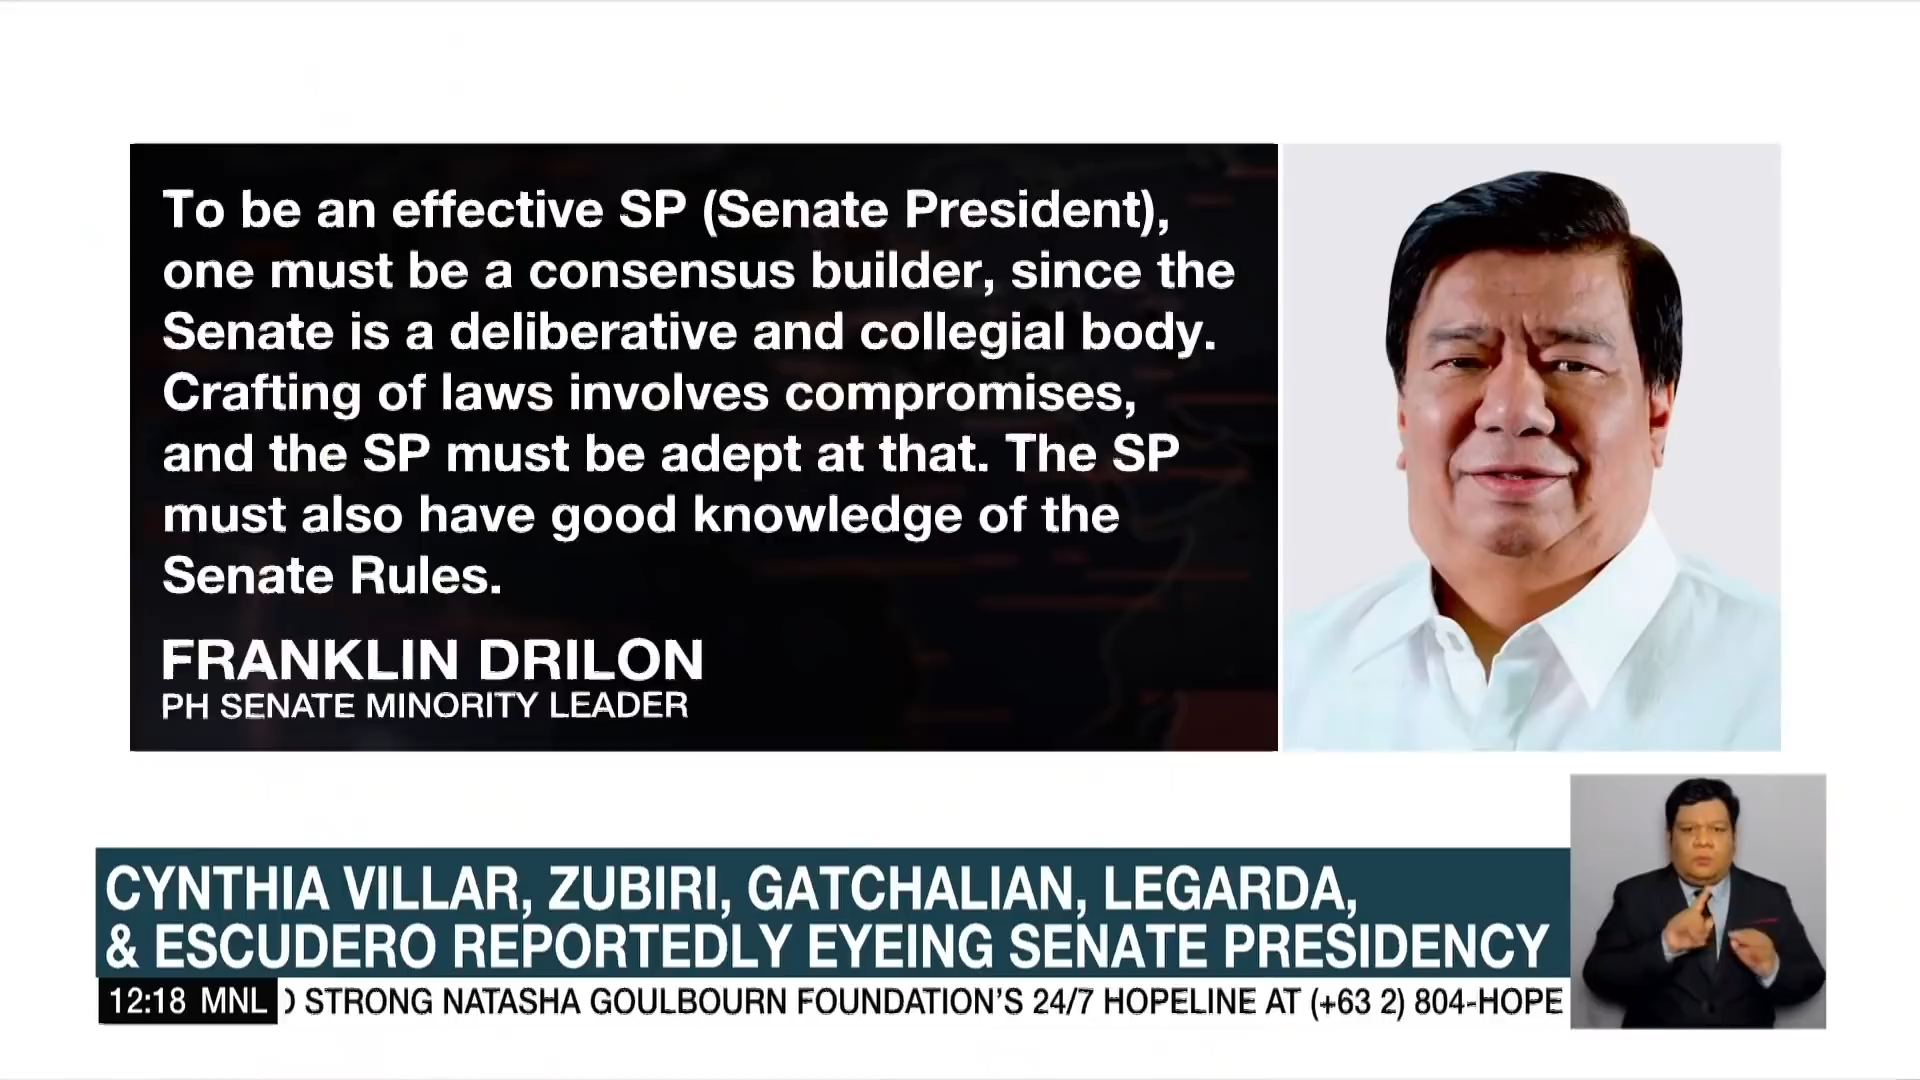 To be an effective SP (Senate President),
one must be a consensus builder, since the
Senate is a deliberative and collegial body.
Crafting of laws involves compromises,
and the SP must be adept at that. The SP
must also have good knowledge of the
Senate Rules.
FRANKLIN DRILON
PH SENATE MINORITY LEADER
CYNTHIA VILLAR, ZUBIRI, GATCHALIAN, LEGARDA,
& ESCUDERO REPORTEDLY EYEING SENATE PRESIDENCY
12:18 MNL STRONG NATASHA GOULBOURN FOUNDATION'S 24/7 HOPELINE AT (+63 2) 804-HOPE